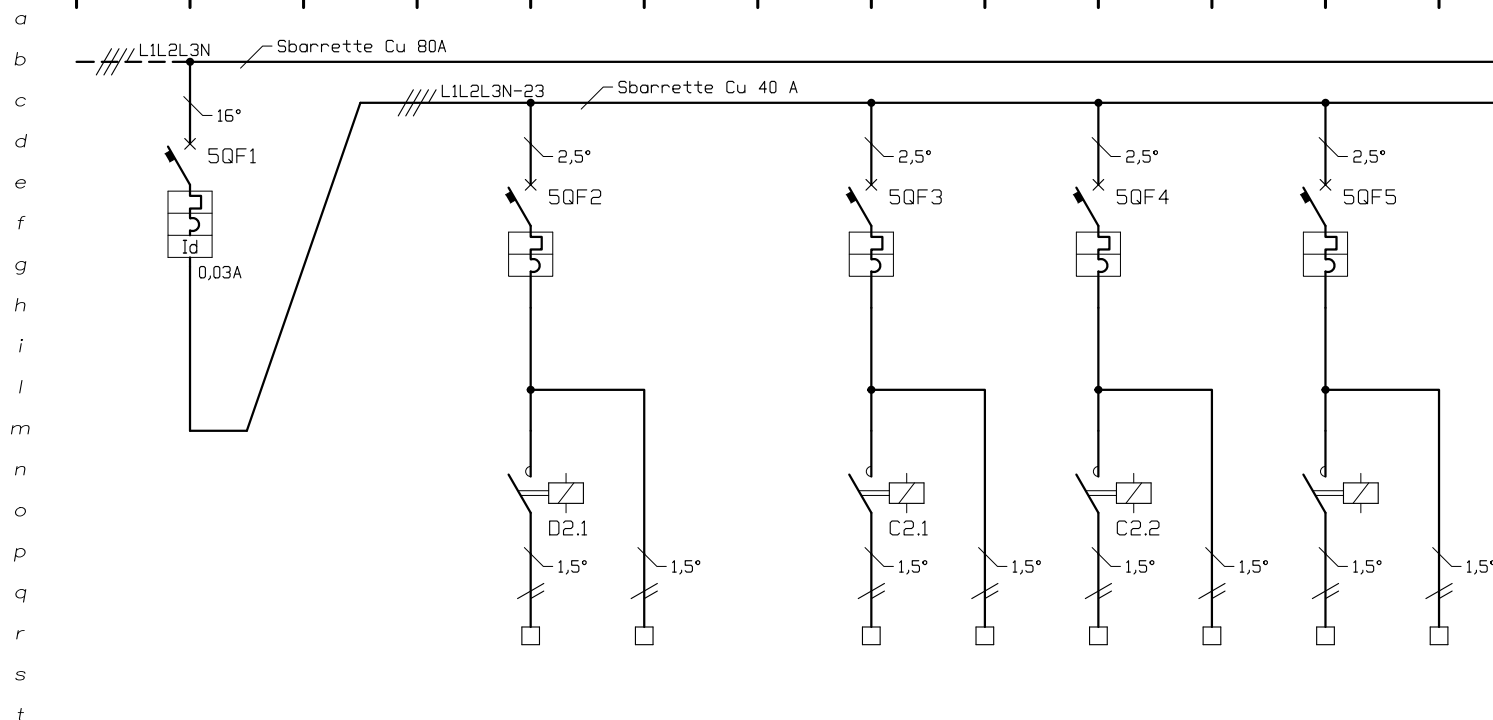 a
b
L1L2L3N
Sbarrette Cu 80A
c
L1L2L3N-23
Sbarrette Cu 40 A
16°
d
5QF1
2,5°
2,5°
2,5°
2,5°
e
5QF2
5QF3
5QF4
5QF5
f
Id
g
0,03A
h
i
l
m
n
o
D2.1
C2.1
C2.2
p
1,5°
1,5°
1,5°
1,5°
1,5°
1,5°
1,5°
1,5°
q
r
s
t